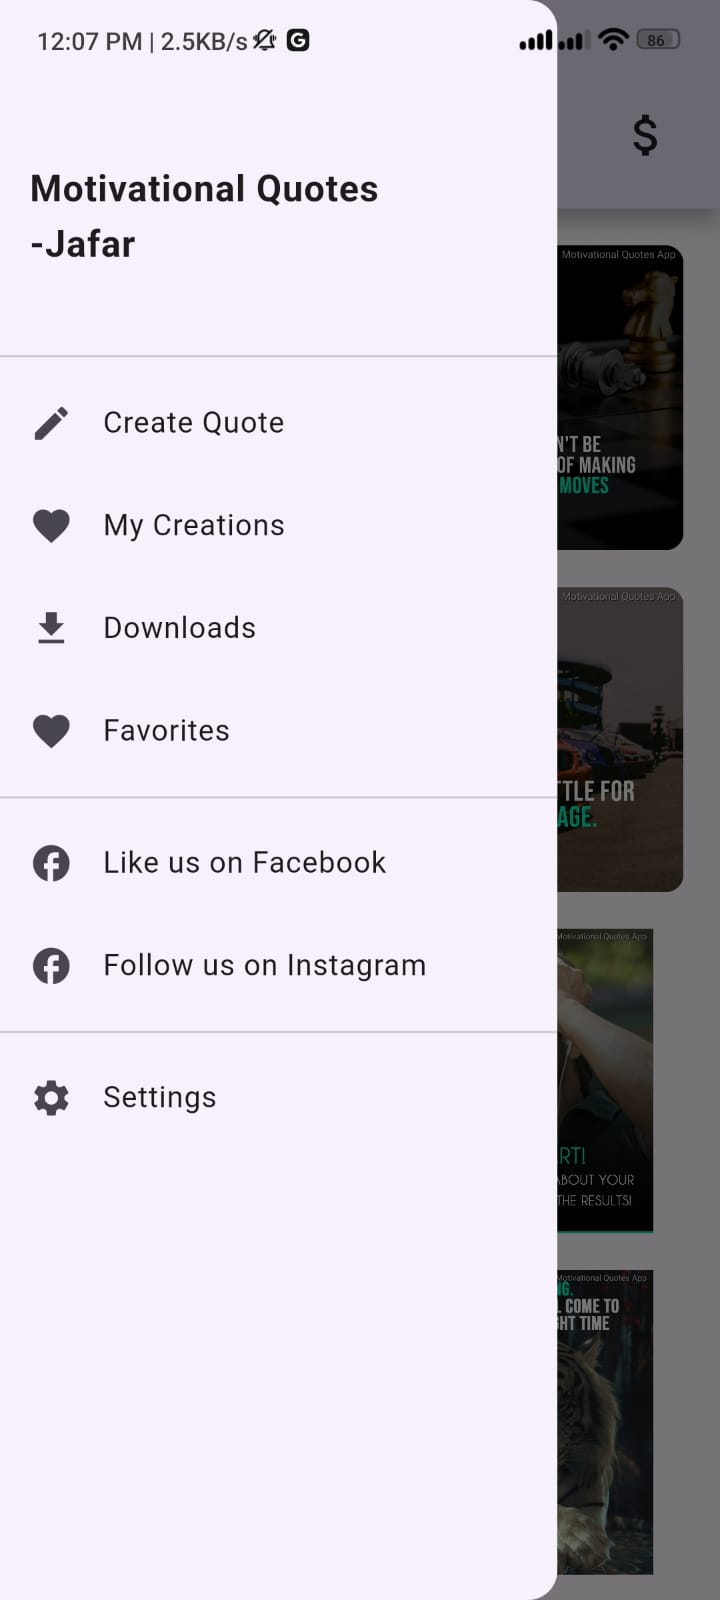 12:07 PM | 2.5KB/s
86
$
Motivational Quotes
-Jafar
Create Quote
My Creations
Downloads
Favorites
Like us on Facebook
Follow us on Instagram
Settings
Motivational Quotes App
N'T BE
OF MAKING
MOVES
Motivational Quotes App
TTLE FOR
AGE.
Motivational Quotes App
RT!
ABOUT YOUR
THE RESULTS!
Motivational Quotes App
NG.
COME TO
GHT TIME